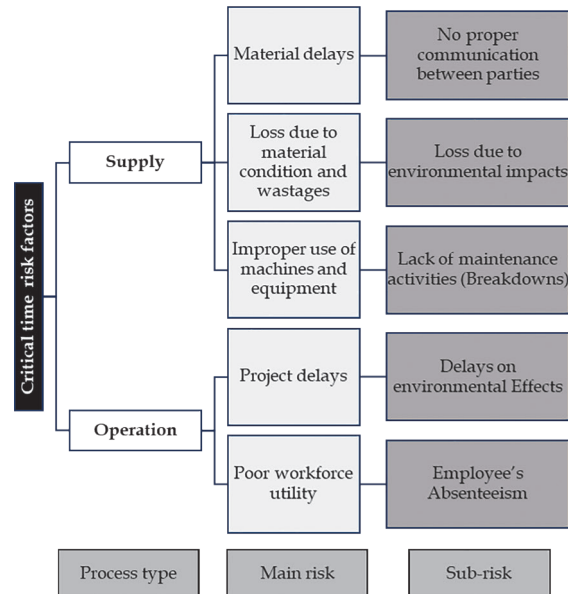 Critical time risk factors
Supply
Operation
Material delays
Loss due to
material
condition and
wastages
Improper use of
machines and
equipment
Project delays
Poor workforce
utility
No proper
communication
between parties
Loss due to
environmental impacts
Lack of maintenance
activities (Breakdowns)
Delays on
environmental Effects
Employee's
Absenteeism
Process type
Main risk
Sub-risk